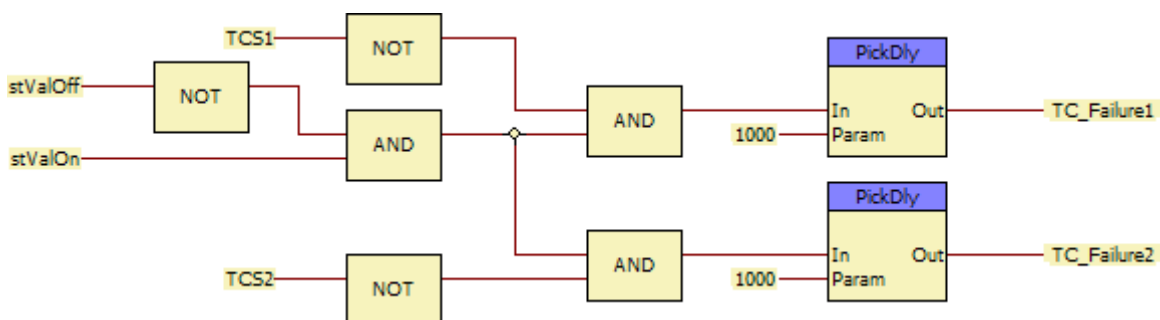 TCS1
NOT
PickDly
stValOff
NOT
In
Out
TC_Failure1
AND
1000
Param
AND
stValOn
PickDly
TCS2
NOT
AND
In
Out
TC_Failure2
1000
Param